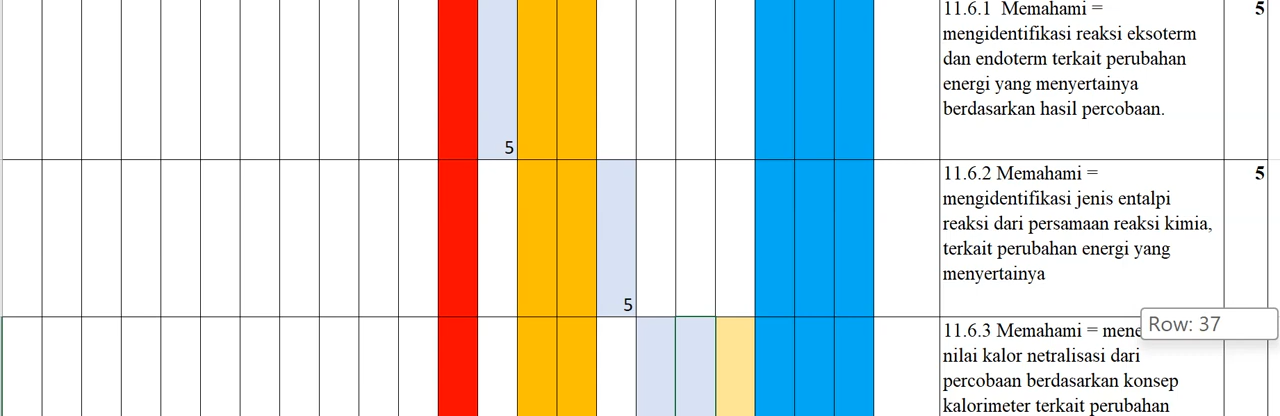 11.6.1 Memahami = 5
mengidentifikasi reaksi eksoterm
dan endoterm terkait perubahan
energi yang menyertainya
berdasarkan hasil percobaan.
5
11.6.2 Memahami = 5
mengidentifikasi jenis entalpi
reaksi dari persamaan reaksi kimia,
terkait perubahan energi yang
menyertainya
5
11.6.3 Memahami =
Row: 37
nilai kalor netralisasi dari
percobaan berdasarkan konsep
kalorimeter terkait perubahan